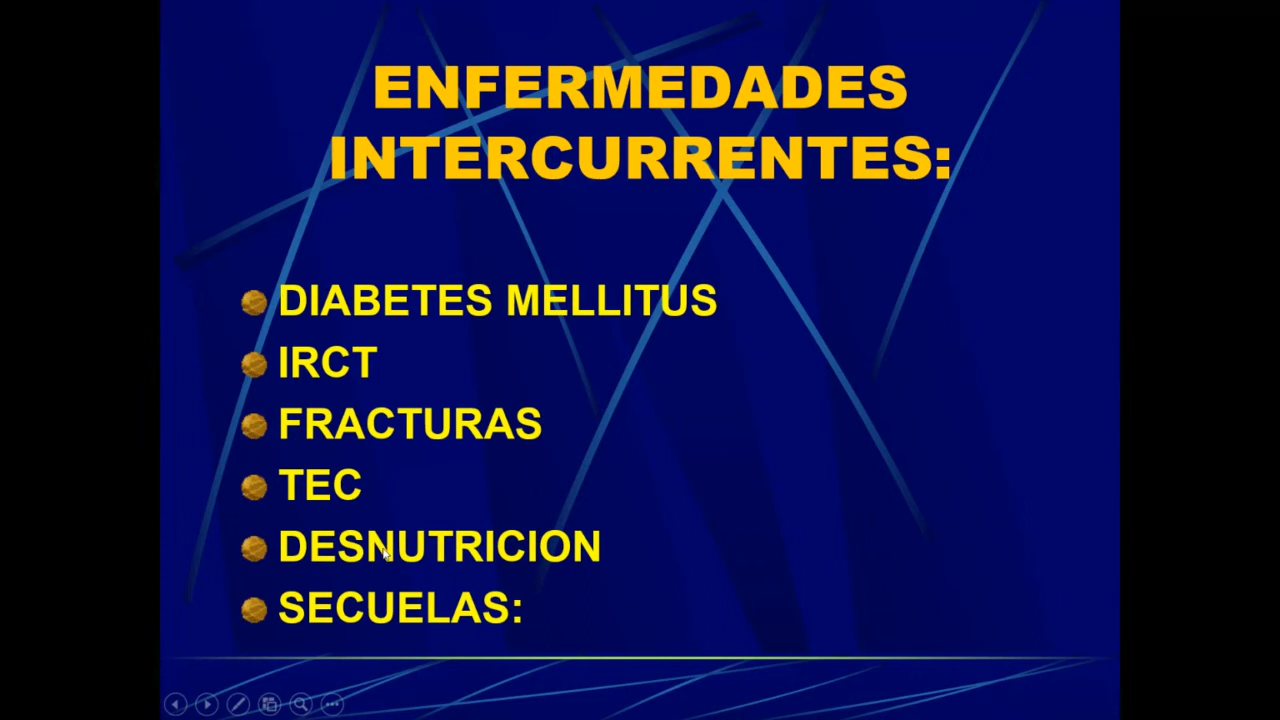 ENFERMEDADES
INTERCURRENTES:
DIABETES MELLITUS
IRCT
FRACTURAS
TEC
DESNUTRICION
SECUELAS: